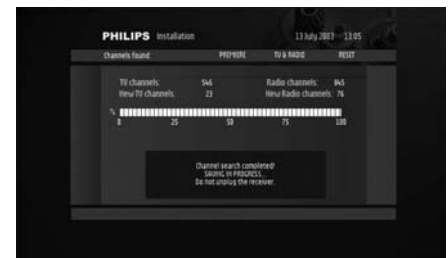 PHILIPS Installation 13 July 2003 13:05
Channels found PREMIERE TV & RADIO RESET
TV channels: 546 Radio channels: 845
New TV channels: 23 New Radio channels: 76
%
0 25 50 75 100
Channel search completed!
SAVING IN PROGRESS...
Do not unplug the receiver.